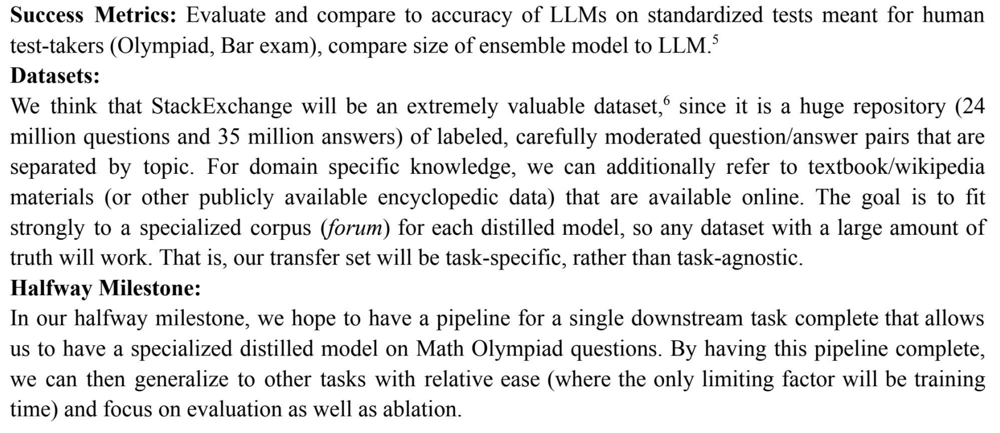 Success Metrics: Evaluate and compare to accuracy of LLMs on standardized tests meant for human
test-takers (Olympiad, Bar exam), compare size of ensemble model to LLM.⁵
Datasets:
We think that StackExchange will be an extremely valuable dataset,⁶ since it is a huge repository (24
million questions and 35 million answers) of labeled, carefully moderated question/answer pairs that are
separated by topic. For domain specific knowledge, we can additionally refer to textbook/wikipedia
materials (or other publicly available encyclopedic data) that are available online. The goal is to fit
strongly to a specialized corpus (forum) for each distilled model, so any dataset with a large amount of
truth will work. That is, our transfer set will be task-specific, rather than task-agnostic.
Halfway Milestone:
In our halfway milestone, we hope to have a pipeline for a single downstream task complete that allows
us to have a specialized distilled model on Math Olympiad questions. By having this pipeline complete,
we can then generalize to other tasks with relative ease (where the only limiting factor will be training
time) and focus on evaluation as well as ablation.